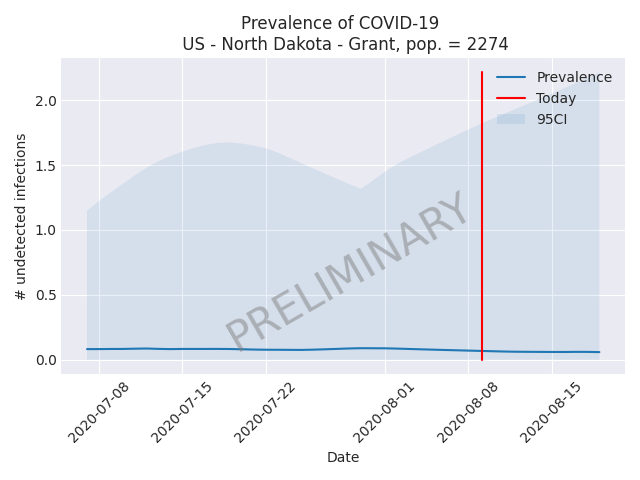 Prevalence of COVID-19
US - North Dakota - Grant, pop. = 2274
Prevalence
Today
95CI
2.0
1.5
1.0
0.5
0.0
# undetected infections
PRELIMINARY
2020-07-08
2020-07-15
2020-07-22
2020-08-01
2020-08-08
2020-08-15
Date